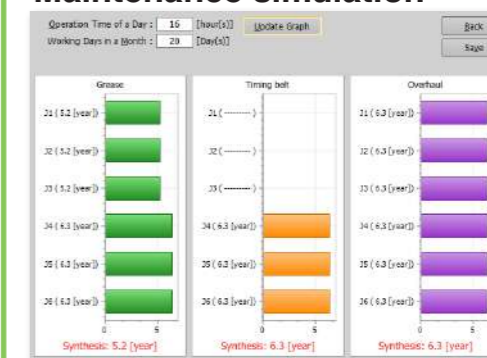 Maintenance simulation
Operation Time of a Day : 16 [hour[s]] Update Graph Back
Working Days in a Month : 20 [Day(s)] Save
Grease
J1 ( 5.2 [year])
J2 ( 5.2 [year])
J3 ( 5.2 [year])
J4 ( 6.3 [year])
J5 ( 6.3 [year])
J6 ( 6.3 [year])
0 5
Synthesis: 5.2 [year]
Timing belt
J1 ( -------- )
J2 ( -------- )
J3 ( -------- )
J4 ( 6.3 [year])
J5 ( 6.3 [year])
J6 ( 6.3 [year])
0 5
Synthesis: 6.3 [year]
Overhaul
J1 ( 6.3 [year])
J2 ( 6.3 [year])
J3 ( 6.3 [year])
J4 ( 6.3 [year])
J5 ( 6.3 [year])
J6 ( 6.3 [year])
0 5
Synthesis: 6.3 [year]